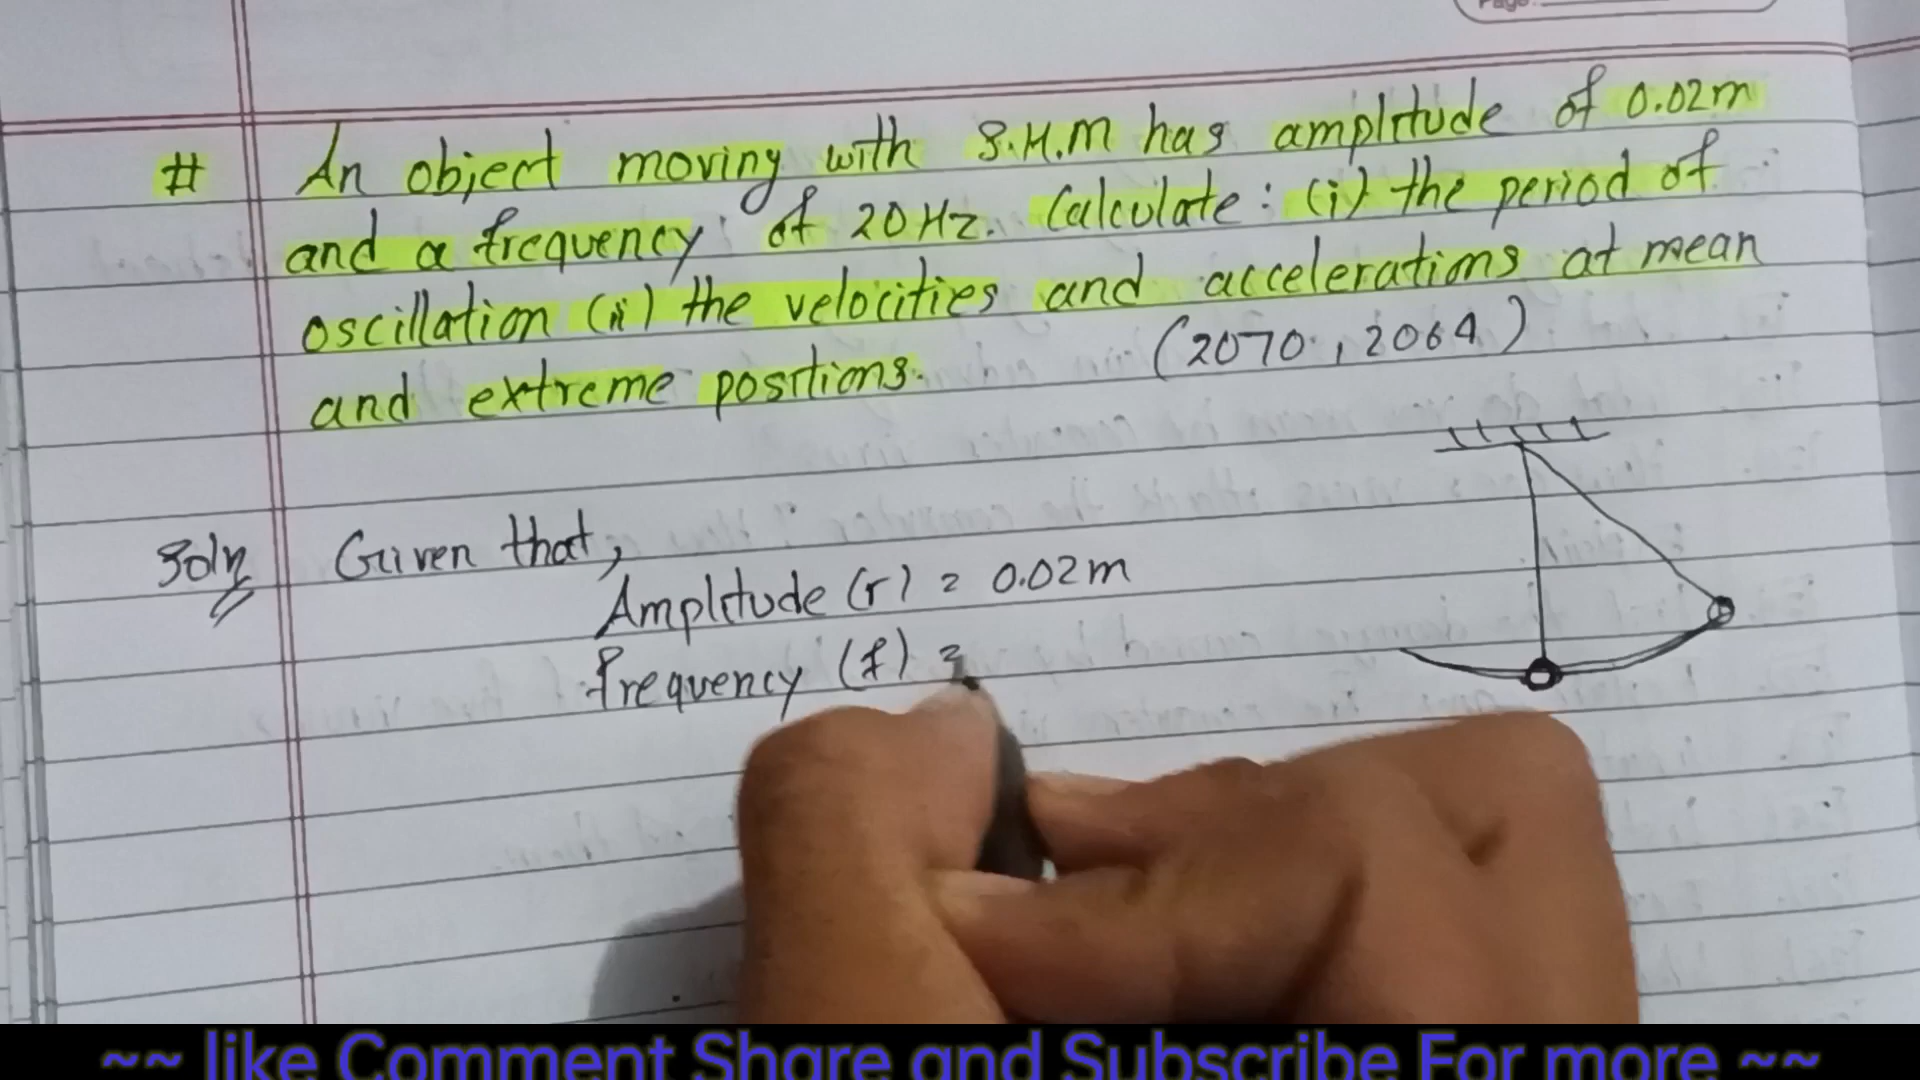 Page:
# An object moving with S.H.M has amplitude of 0.02m
and a frequency of 20Hz. Calculate: (i) the period of
oscillation (ii) the velocities and accelerations at mean
and extreme positions. (2070, 2064)
Soln Given that,
Amplitude (r) = 0.02m
frequency (f) =
~~ like Comment Share and Subscribe For more ~~